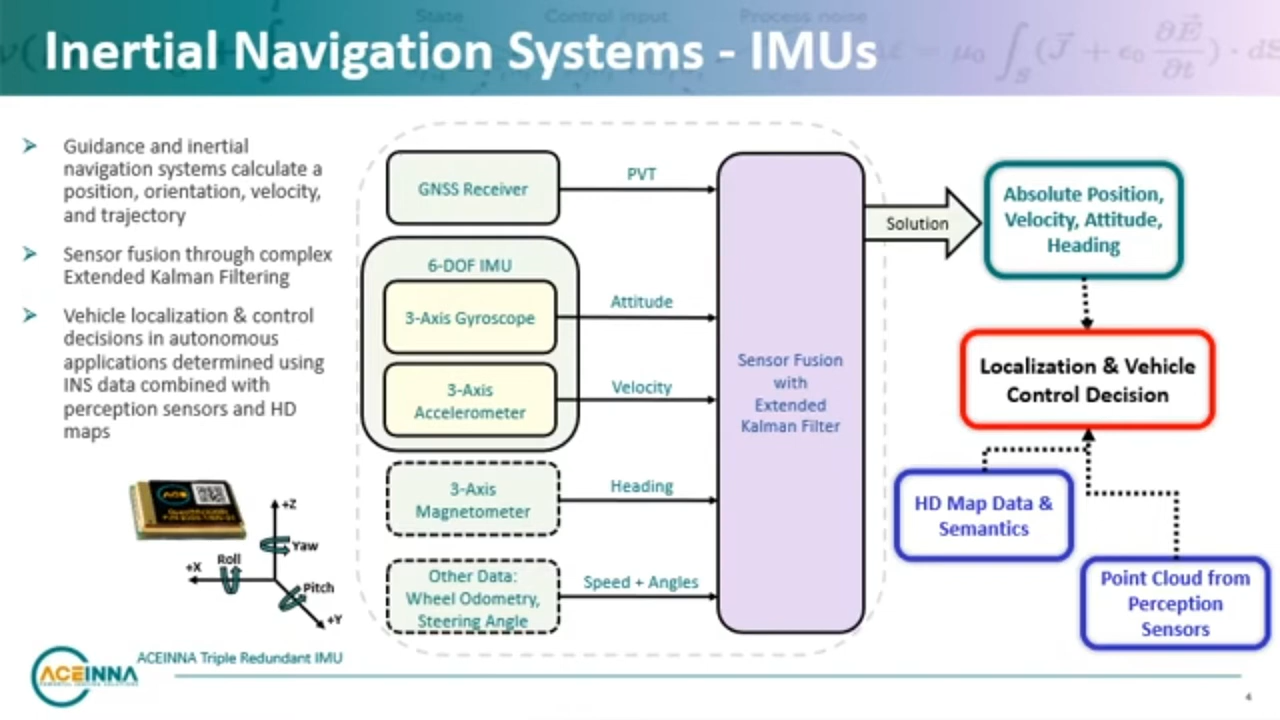 State Control input Process noise
Inertial Navigation Systems - IMUs
Guidance and inertial
navigation systems calculate a
position, orientation, velocity,
and trajectory
Sensor fusion through complex
Extended Kalman Filtering
Vehicle localization & control
decisions in autonomous
applications determined using
INS data combined with
perception sensors and HD
maps
GNSS Receiver
PVT
6-DOF IMU
3-Axis Gyroscope
Attitude
3-Axis
Accelerometer
Velocity
3-Axis
Magnetometer
Heading
Other Data:
Wheel Odometry,
Steering Angle
Speed + Angles
Sensor Fusion
with
Extended
Kalman Filter
Solution
Absolute Position,
Velocity, Attitude,
Heading
Localization & Vehicle
Control Decision
HD Map Data &
Semantics
Point Cloud from
Perception
Sensors
+Z
Yaw
Roll
+X
Pitch
+Y
ACEINNA Triple Redundant IMU
ACEINNA
4